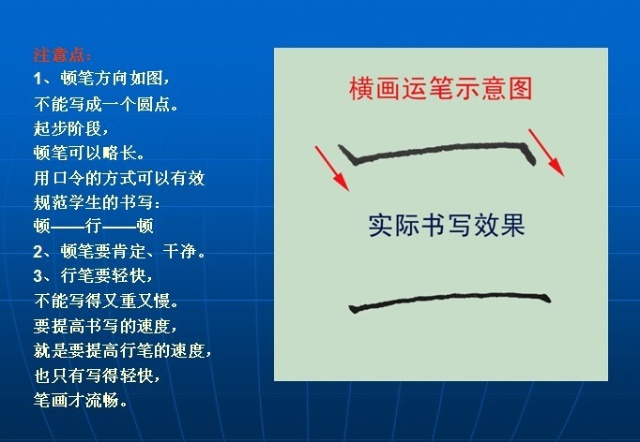 注意点：
1、顿笔方向如图，
不能写成一个圆点。
起步阶段，
顿笔可以略长。
用口令的方式可以有效
规范学生的书写：
顿——行——顿
2、顿笔要肯定、干净。
3、行笔要轻快，
不能写得又重又慢。
要提高书写的速度，
就是要提高行笔的速度，
也只有写得轻快，
笔画才流畅。
横画运笔示意图
实际书写效果